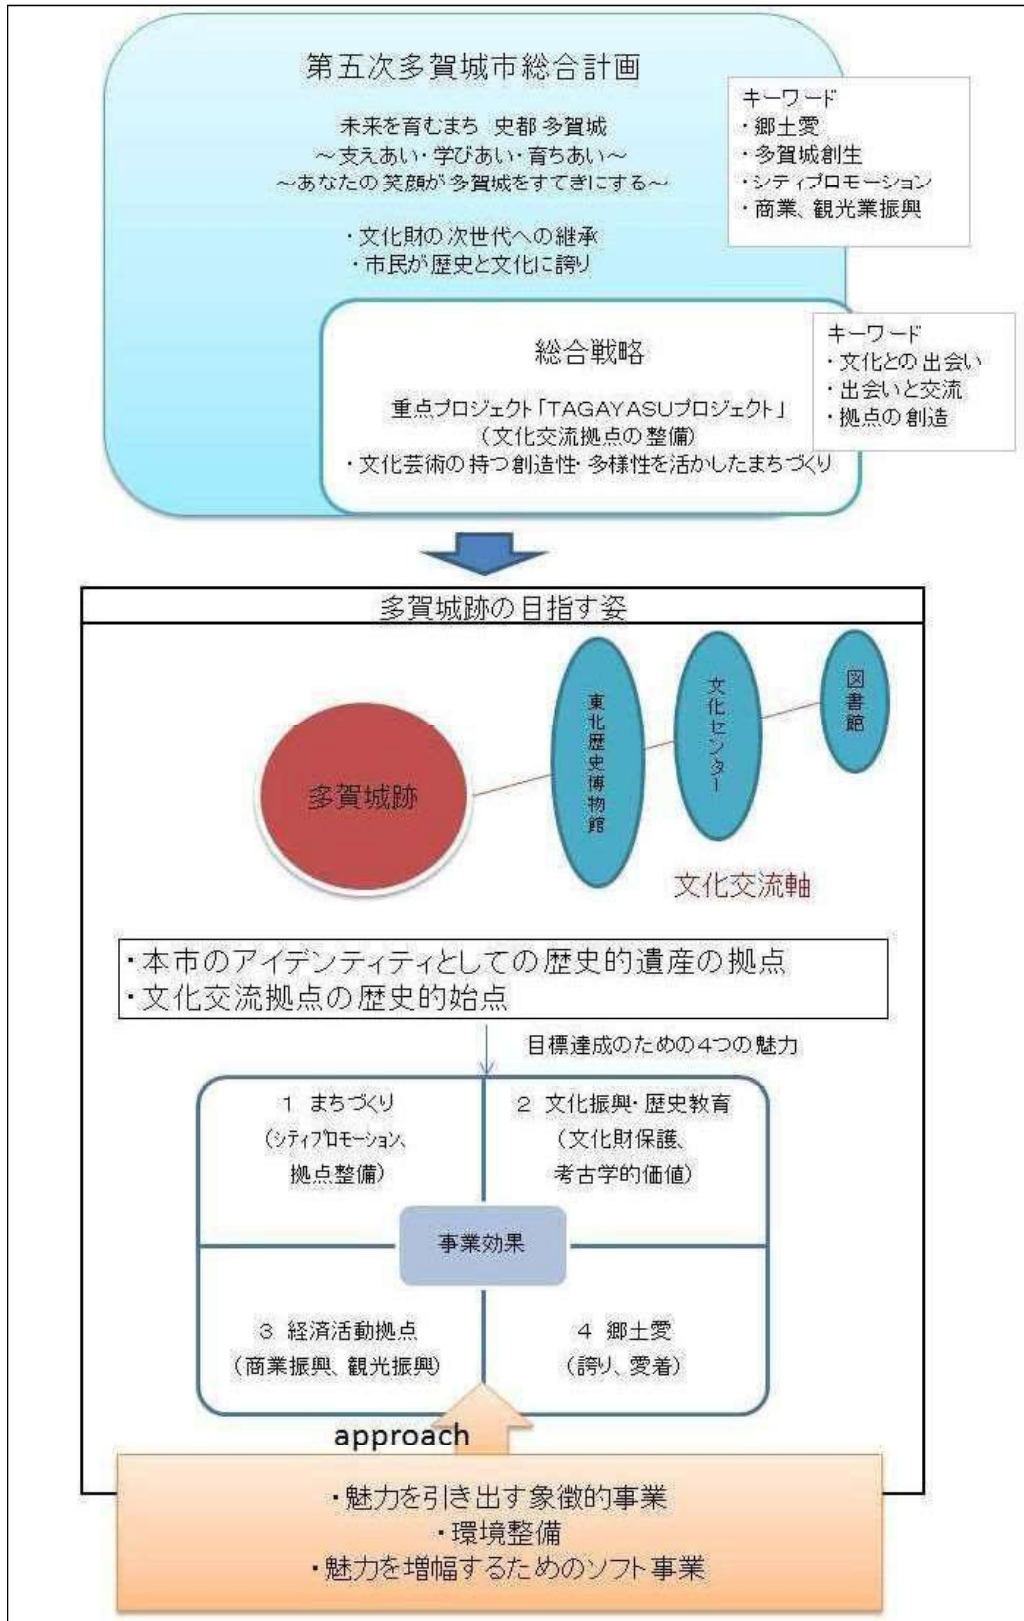 第五次多賀城市総合計画
未来を育むまち 史都 多賀城
～支えあい・学びあい・育ちあい～
～あなたの笑顔が多賀城をすてきにする～
・文化財の次世代への継承
・市民が歴史と文化に誇り
キーワード
・郷土愛
・多賀城創生
・シティプロモーション
・商業、観光業振興
総合戦略
重点プロジェクト「TAGAYASUプロジェクト」
（文化交流拠点の整備）
・文化芸術の持つ創造性・多様性を活かしたまちづくり
キーワード
・文化との出会い
・出会いと交流
・拠点の創造
多賀城跡の目指す姿
多賀城跡
東北歴史博物館
文化センター
図書館
文化交流軸
・本市のアイデンティティとしての歴史的遺産の拠点
・文化交流拠点の歴史的始点
目標達成のための4つの魅力
1 まちづくり
（シティプロモーション、
拠点整備）
2 文化振興・歴史教育
（文化財保護、
考古学的価値）
事業効果
3 経済活動拠点
（商業振興、観光振興）
4 郷土愛
（誇り、愛着）
approach
・魅力を引き出す象徴的事業
・環境整備
・魅力を増幅するためのソフト事業